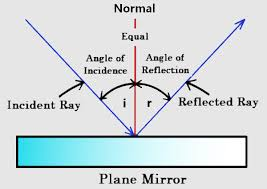 Normal
Equal
Angle of
Incidence
Angle of
Reflection
Incident Ray
i
r
Reflected Ray
Plane Mirror